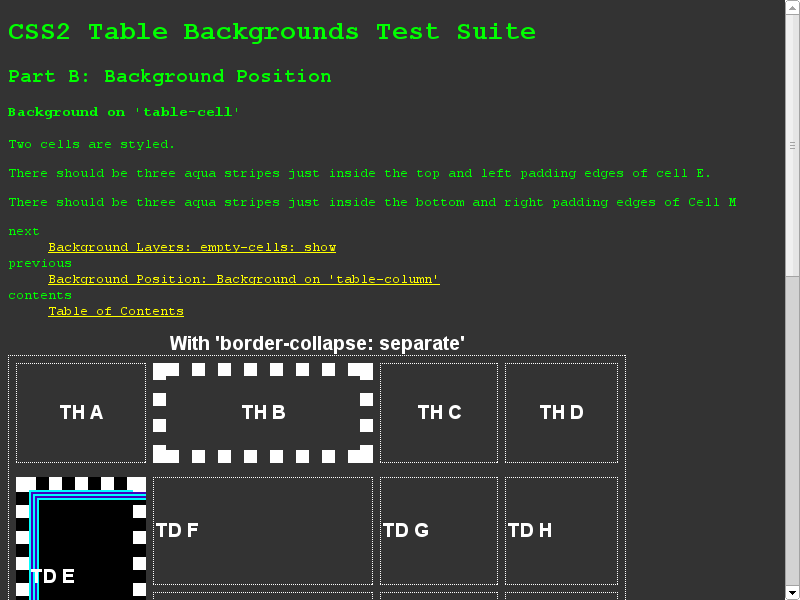 CSS2 Table Backgrounds Test Suite
Part B: Background Position
Background on 'table-cell'
Two cells are styled.
There should be three aqua stripes just inside the top and left padding edges of cell E.
There should be three aqua stripes just inside the bottom and right padding edges of Cell M
next
Background Layers: empty-cells: show
previous
Background Position: Background on 'table-column'
contents
Table of Contents
With 'border-collapse: separate'
TH A TH B TH C TH D
TD F TD G TD H
TD E